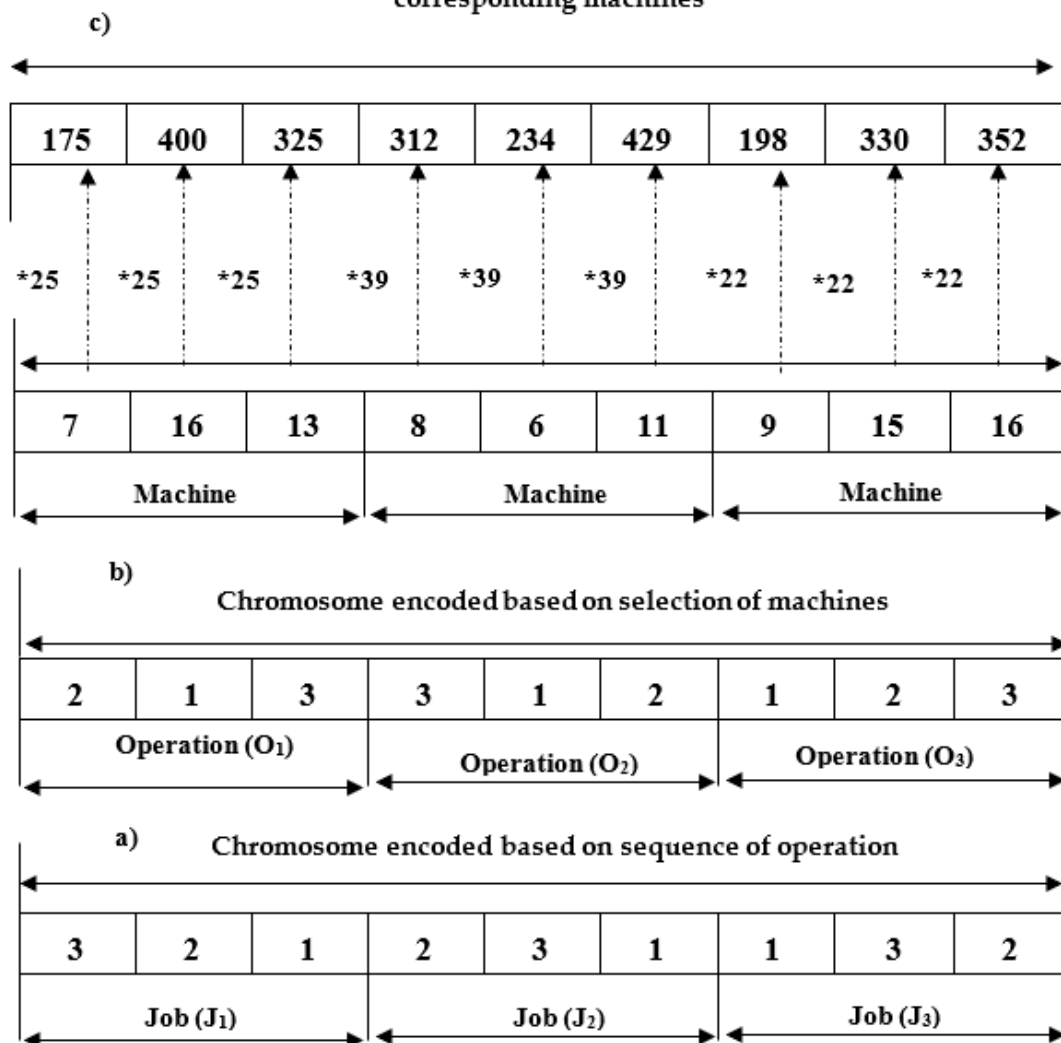 corresponding machines
c)
175 400 325 312 234 429 198 330 352
*25 *25 *25 *39 *39 *39 *22 *22 *22
7 16 13 8 6 11 9 15 16
Machine Machine Machine
b)
Chromosome encoded based on selection of machines
2 1 3 3 1 2 1 2 3
Operation (O₁) Operation (O₂) Operation (O₃)
a)
Chromosome encoded based on sequence of operation
3 2 1 2 3 1 1 3 2
Job (J₁) Job (J₂) Job (J₃)